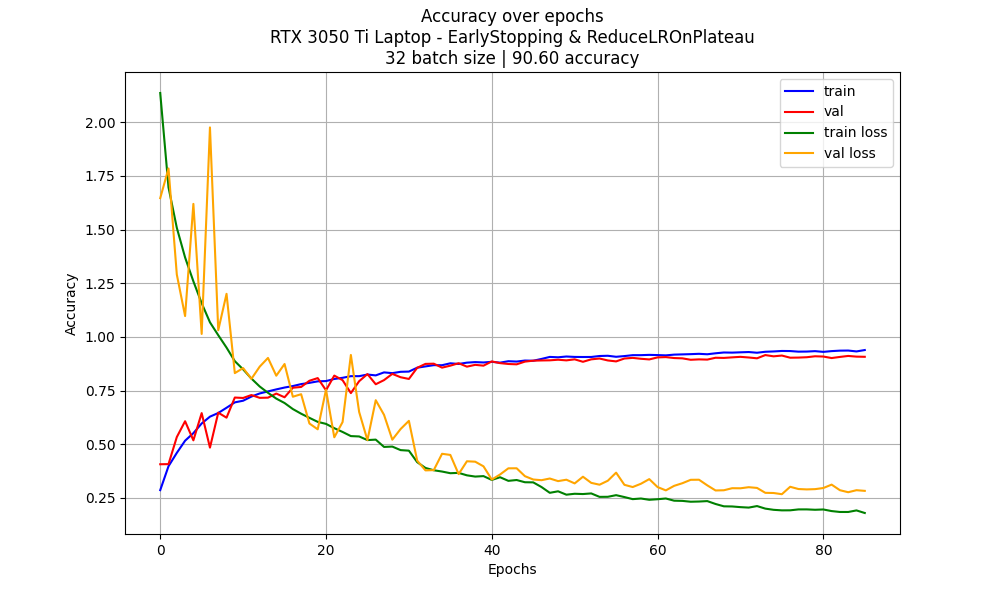 Accuracy over epochs
RTX 3050 Ti Laptop - EarlyStopping & ReduceLROnPlateau
32 batch size | 90.60 accuracy
train
val
train loss
val loss
2.00
1.75
1.50
1.25
1.00
0.75
0.50
0.25
Accuracy
0 20 40 60 80
Epochs